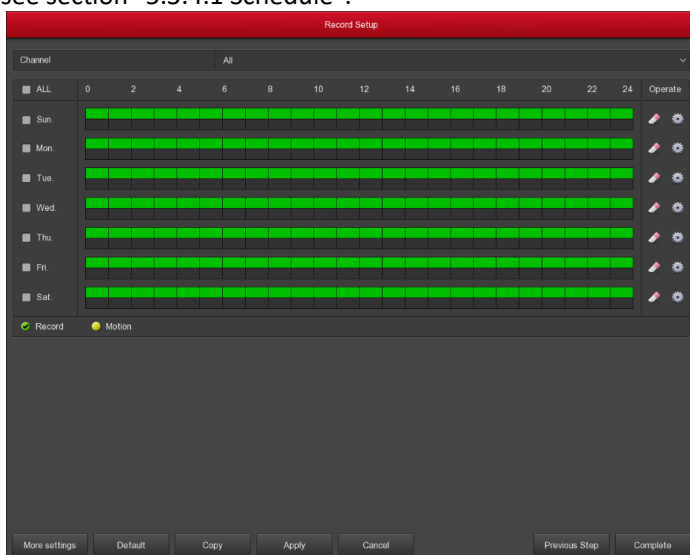 see section "5.5.4.1 Schedule".
Record Setup
Channel All
ALL 0 2 4 6 8 10 12 14 16 18 20 22 24 Operate
Sun.
Mon.
Tue.
Wed.
Thu.
Fri.
Sat.
Record Motion
More settings Default Copy Apply Cancel Previous Step Complete